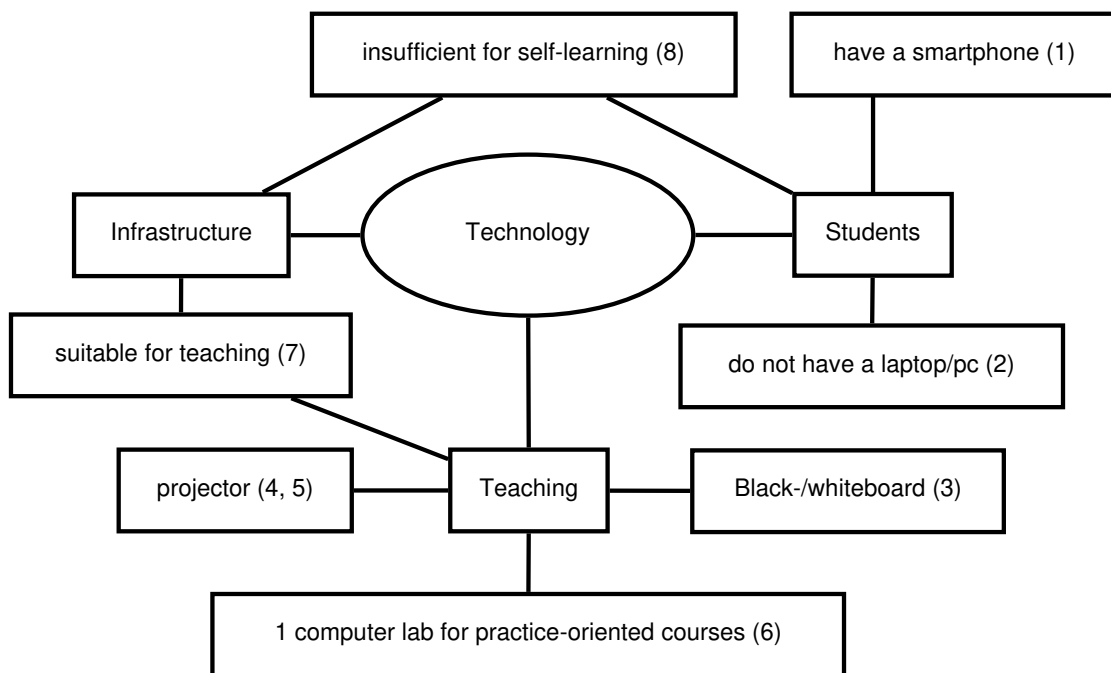 insufficient for self-learning (8)
have a smartphone (1)
Infrastructure
Technology
Students
suitable for teaching (7)
do not have a laptop/pc (2)
projector (4, 5)
Teaching
Black-/whiteboard (3)
1 computer lab for practice-oriented courses (6)